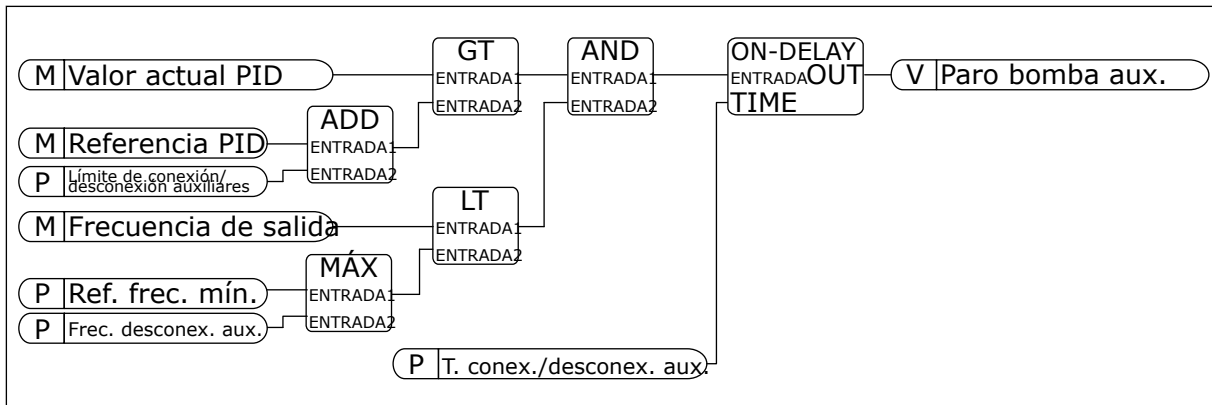 GT
AND
ON-DELAY
M Valor actual PID
ENTRADA1
ENTRADA1
ENTRADA OUT
V Paro bomba aux.
ENTRADA2
ENTRADA2
TIME
ADD
M Referencia PID
ENTRADA1
P Límite de conexión/
desconexión auxiliares
ENTRADA2
LT
M Frecuencia de salida
ENTRADA1
ENTRADA2
MÁX
P Ref. frec. mín.
ENTRADA1
P Frec. desconex. aux.
ENTRADA2
P T. conex./desconex. aux.